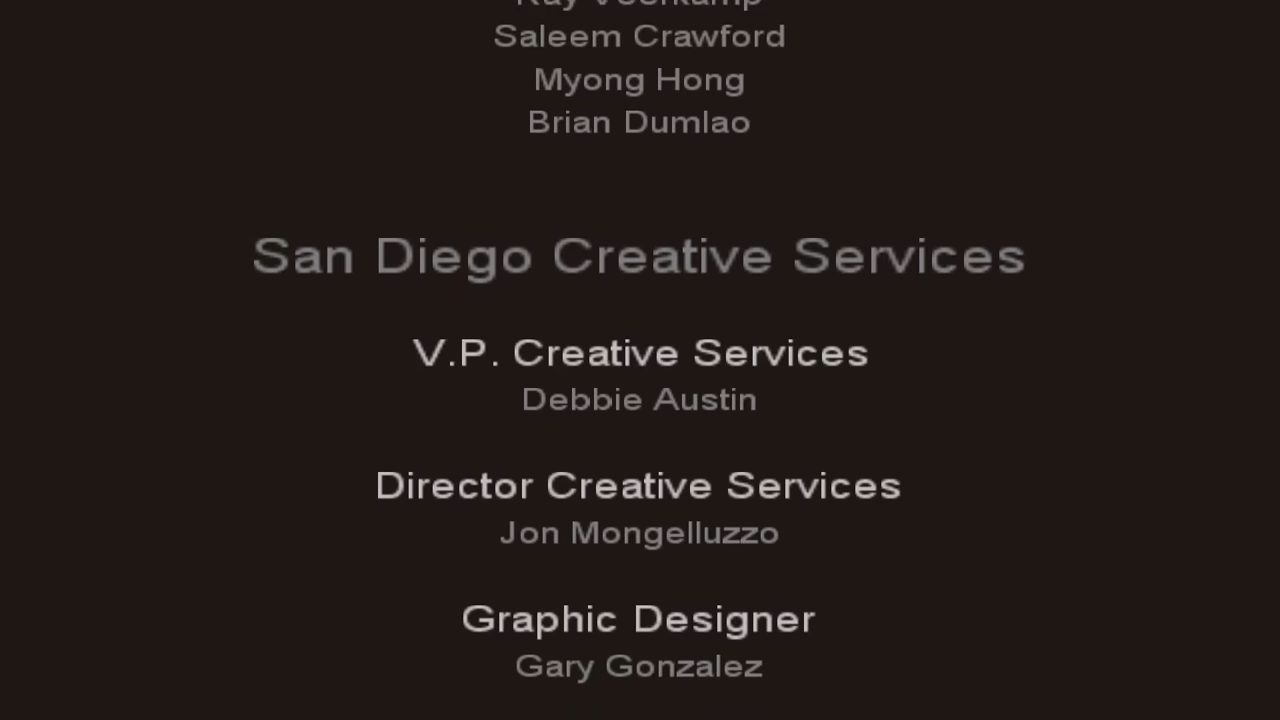 Saleem Crawford
Myong Hong
Brian Dumlao
San Diego Creative Services
V.P. Creative Services
Debbie Austin
Director Creative Services
Jon Mongelluzzo
Graphic Designer
Gary Gonzalez